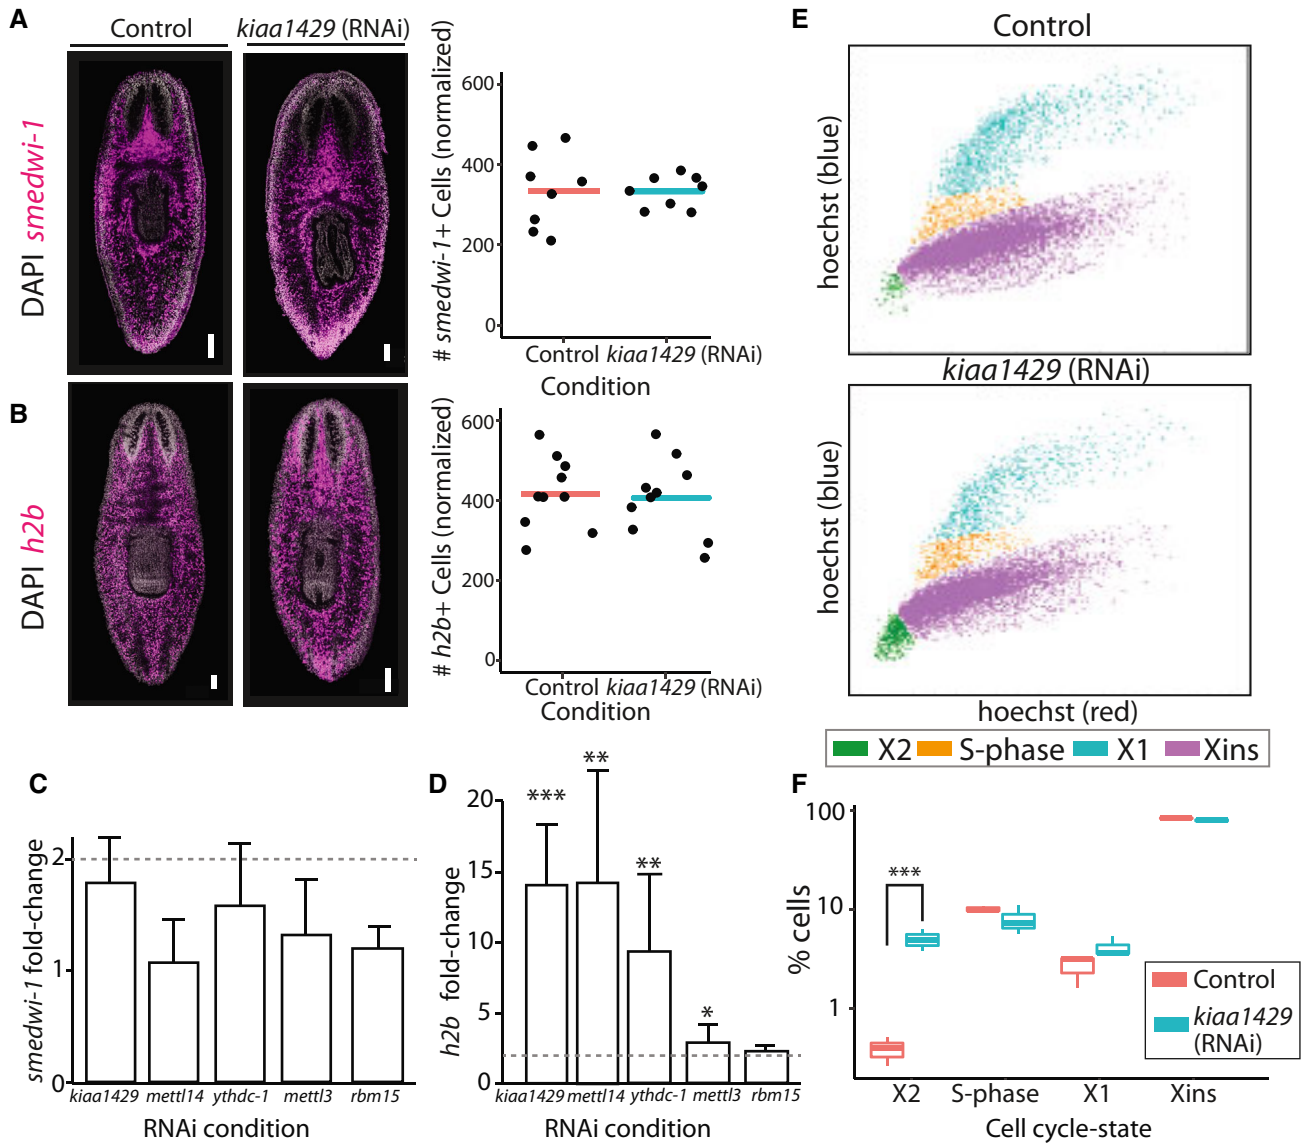 A
Control
kiaa1429 (RNAi)
DAPI smedwi-1
# smedwi-1+ Cells (normalized)
600
400
200
0
Control kiaa1429 (RNAi)
Condition
B
DAPI h2b
# h2b+ Cells (normalized)
600
400
200
0
Control kiaa1429 (RNAi)
Condition
E
Control
hoechst (blue)
kiaa1429 (RNAi)
hoechst (blue)
hoechst (red)
X2 S-phase X1 Xins
C
smedwi-1 fold-change
2
1
0
kiaa1429 mettl14 ythdc-1 mettl3 rbm15
RNAi condition
D
h2b fold-change
20
15
10
5
0
***
**
**
*
kiaa1429 mettl14 ythdc-1 mettl3 rbm15
RNAi condition
F
% cells
100
10
1
***
Control
kiaa1429
(RNAi)
X2 S-phase X1 Xins
Cell cycle-state